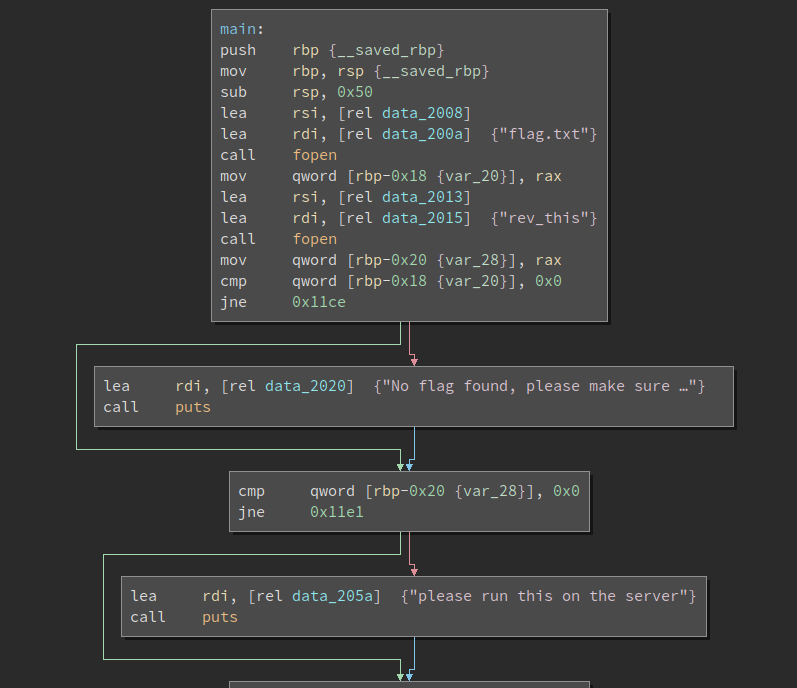 main:
push rbp {__saved_rbp}
mov rbp, rsp {__saved_rbp}
sub rsp, 0x50
lea rsi, [rel data_2008]
lea rdi, [rel data_200a] {"flag.txt"}
call fopen
mov qword [rbp-0x18 {var_20}], rax
lea rsi, [rel data_2013]
lea rdi, [rel data_2015] {"rev_this"}
call fopen
mov qword [rbp-0x20 {var_28}], rax
cmp qword [rbp-0x18 {var_20}], 0x0
jne 0x11ce
lea rdi, [rel data_2020] {"No flag found, please make sure …"}
call puts
cmp qword [rbp-0x20 {var_28}], 0x0
jne 0x11e1
lea rdi, [rel data_205a] {"please run this on the server"}
call puts